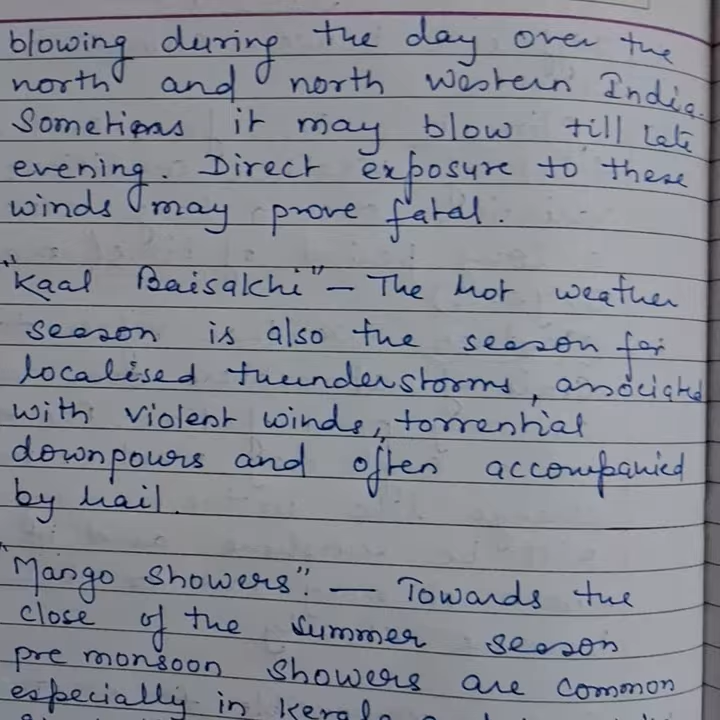 blowing during the day over the
north and north western India.
Sometimes it may blow till late
evening. Direct exposure to these
winds may prove fatal.
"Kaal Baisakhi" – The hot weather
season is also the season for
localised thunderstorms, associated
with violent winds, torrential
downpours and often accompanied
by hail.
"Mango showers". – Towards the
close of the summer season
pre monsoon showers are common
especially in Kerala